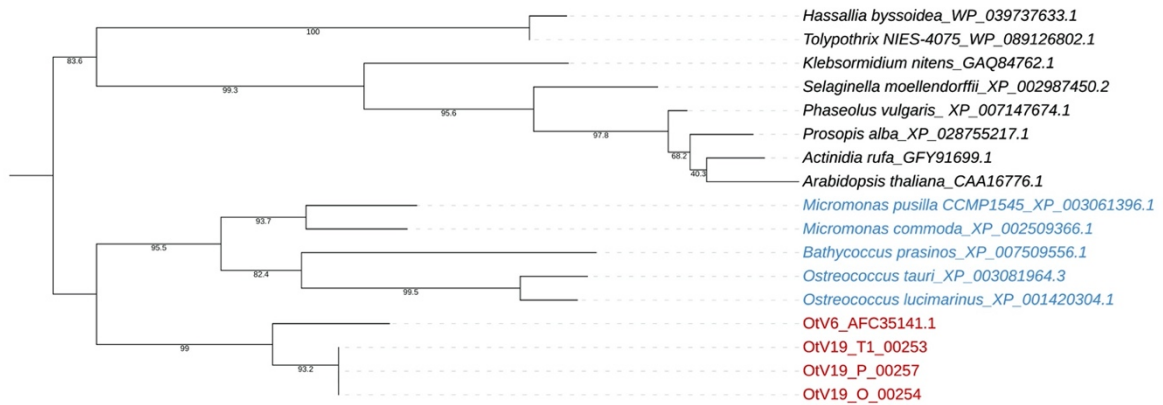 Hassallia byssoidea_WP_039737633.1
100
Tolypothrix NIES-4075_WP_089126802.1
83.6
Klebsormidium nitens_GAQ84762.1
99.3
Selaginella moellendorffii_XP_002987450.2
95.6
Phaseolus vulgaris_ XP_007147674.1
97.8
Prosopis alba_XP_028755217.1
68.2
Actinidia rufa_GFY91699.1
40.3
Arabidopsis thaliana_CAA16776.1
Micromonas pusilla CCMP1545_XP_003061396.1
93.7
Micromonas commoda_XP_002509366.1
95.5
Bathycoccus prasinos_XP_007509556.1
82.4
Ostreococcus tauri_XP_003081964.3
99.5
Ostreococcus lucimarinus_XP_001420304.1
OtV6_AFC35141.1
99
OtV19_T1_00253
93.2
OtV19_P_00257
OtV19_O_00254